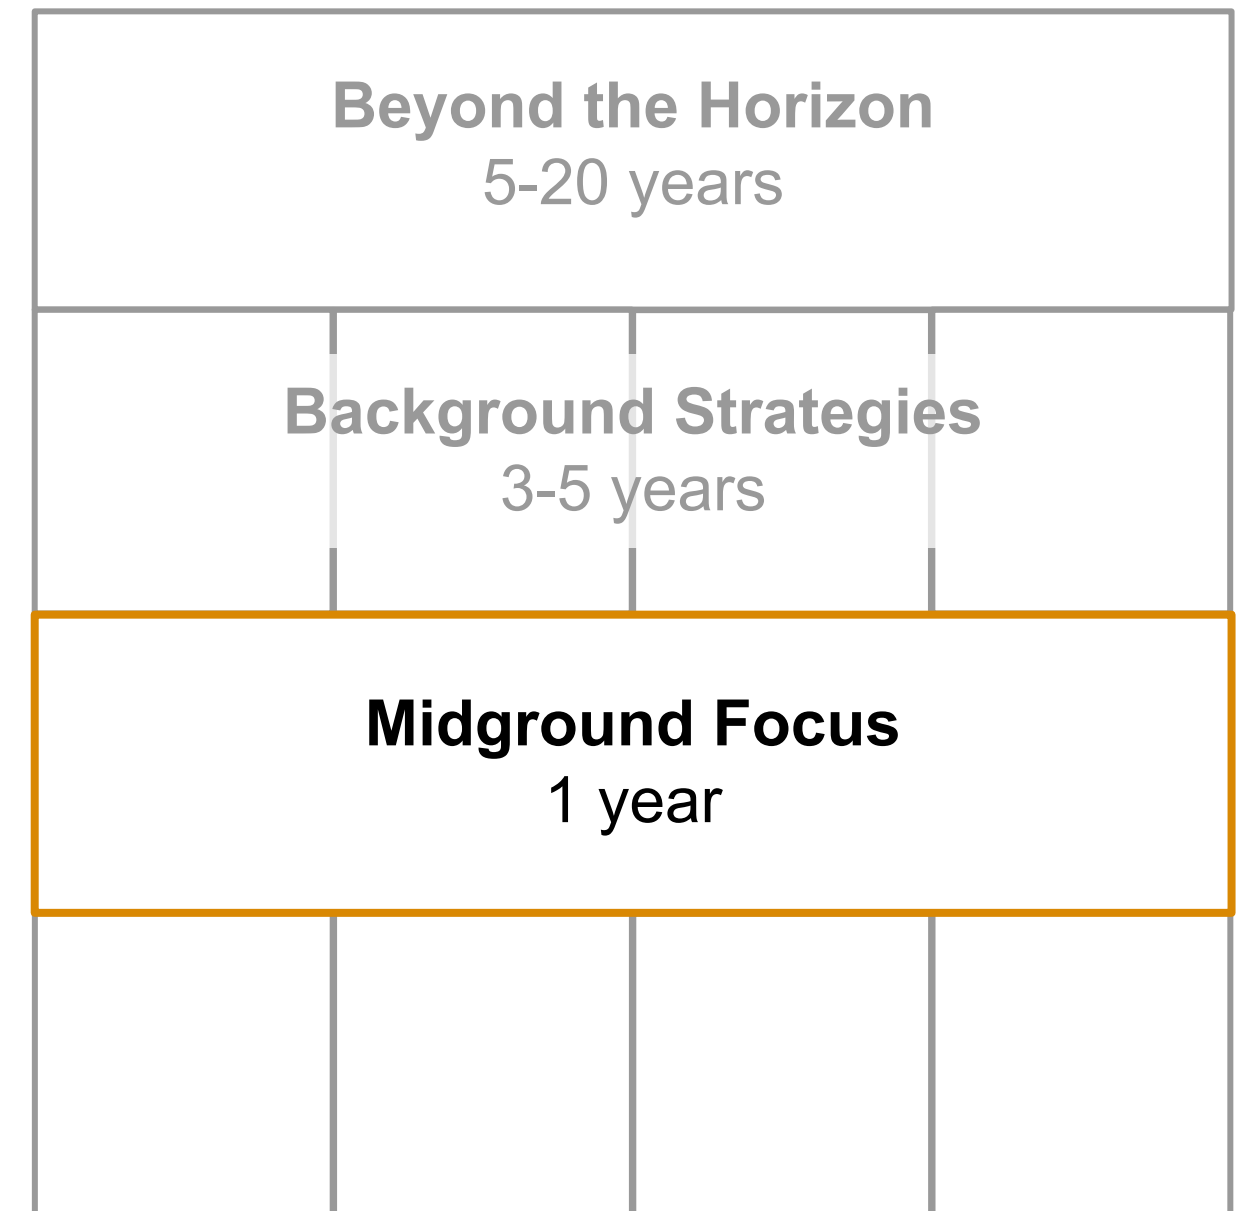 Beyond the Horizon
5-20 years
Background Strategies
3-5 years
Midground Focus
1 year